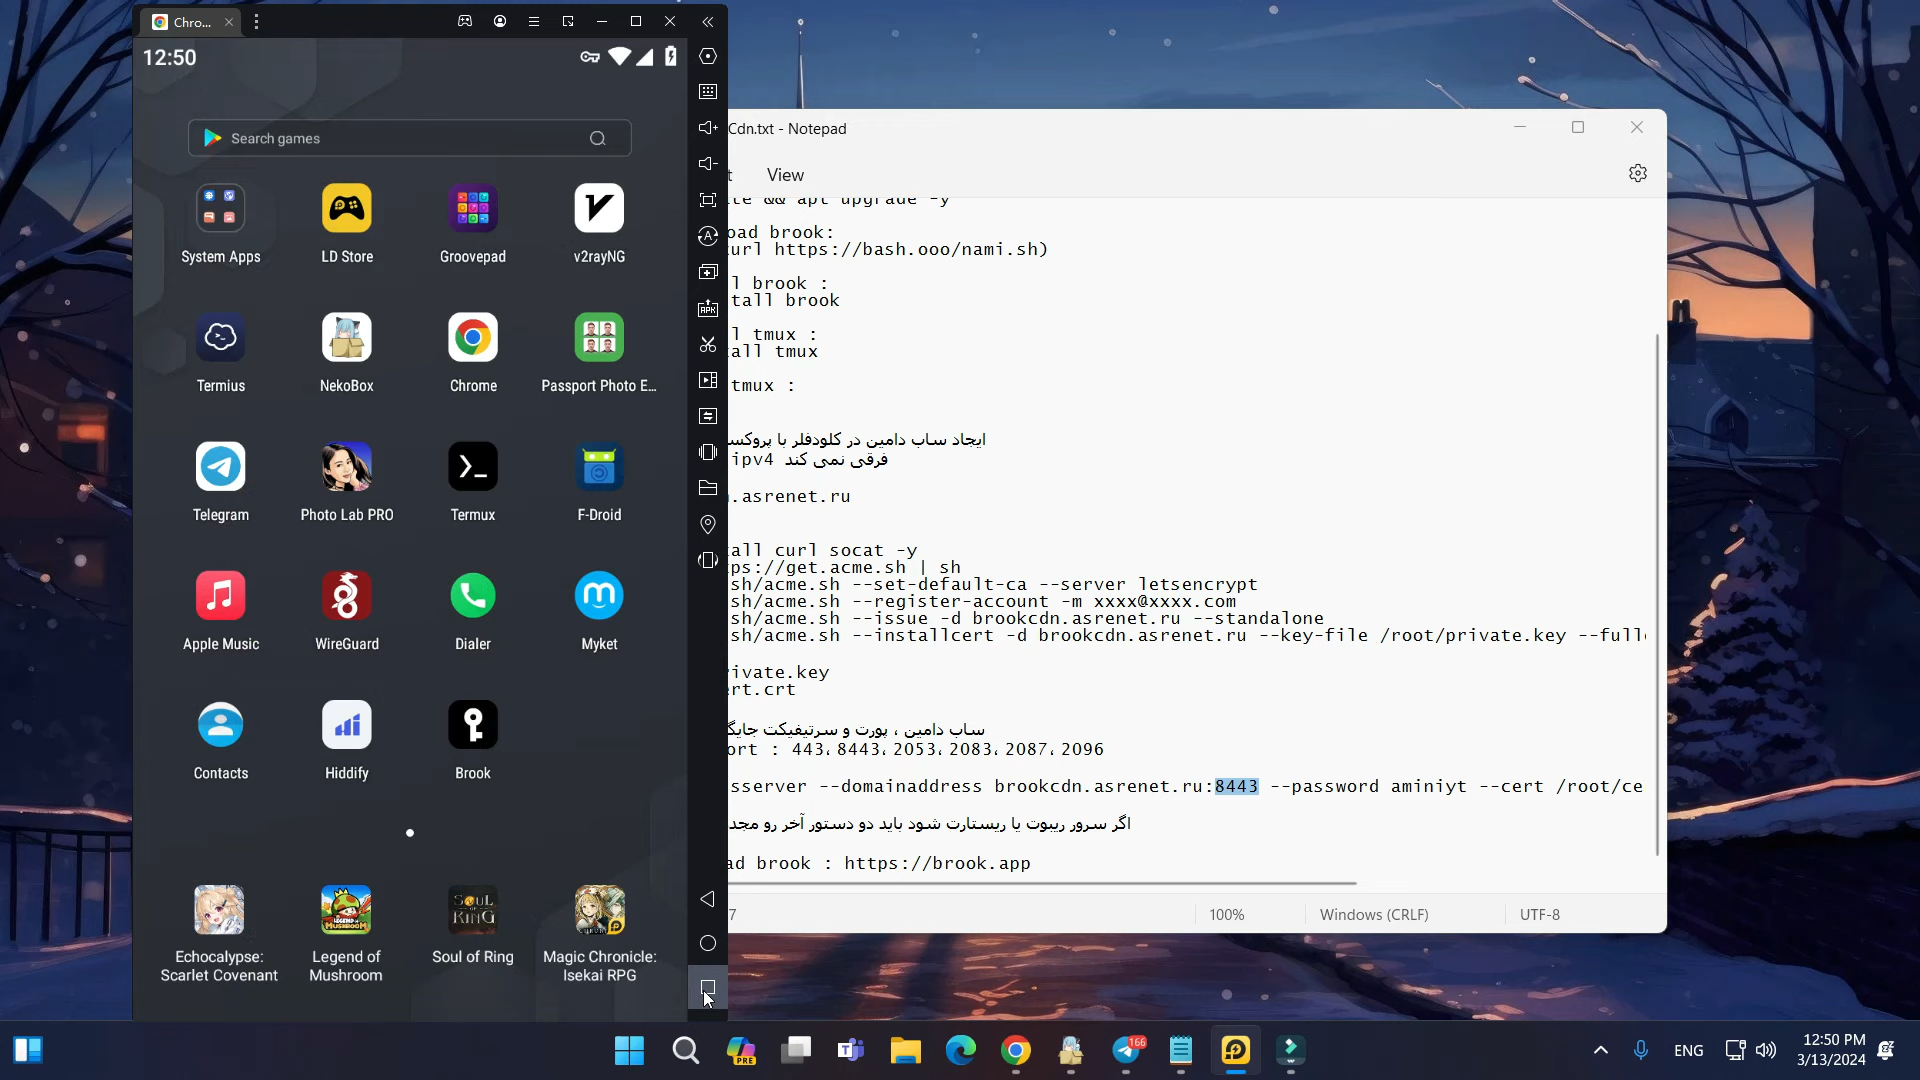 Chro...
12:50
Search games
System Apps
LD Store
Groovepad
v2rayNG
Termius
NekoBox
Chrome
Passport Photo E...
Telegram
Photo Lab PRO
Termux
F-Droid
Apple Music
WireGuard
Dialer
Myket
Contacts
Hiddify
Brook
Echocalypse:
Scarlet Covenant
Legend of
Mushroom
Soul of Ring
Magic Chronicle:
Isekai RPG
Cdn.txt - Notepad
t View
te && apt upgrade -y
oad brook:
url https://bash.ooo/nami.sh)
l brook :
tall brook
l tmux :
all tmux
tmux :
ایجاد ساب دامین در کلودفلر با پروکس
فرقی نمی کند ipv4
.asrenet.ru
all curl socat -y
ps://get.acme.sh | sh
sh/acme.sh --set-default-ca --server letsencrypt
sh/acme.sh --register-account -m xxxx@xxxx.com
sh/acme.sh --issue -d brookcdn.asrenet.ru --standalone
sh/acme.sh --installcert -d brookcdn.asrenet.ru --key-file /root/private.key --full
ivate.key
rt.crt
ساب دامین ، پورت و سرتیفیکت جایگ
ort : 443، 8443، 2053، 2083، 2087، 2096
sserver --domainaddress brookcdn.asrenet.ru:8443 --password aminiyt --cert /root/ce
اگر سرور ریبوت یا ریستارت شود باید دو دستور آخر رو مجد
ad brook : https://brook.app
7
100%
Windows (CRLF)
UTF-8
PRE
166
ENG
12:50 PM
3/13/2024